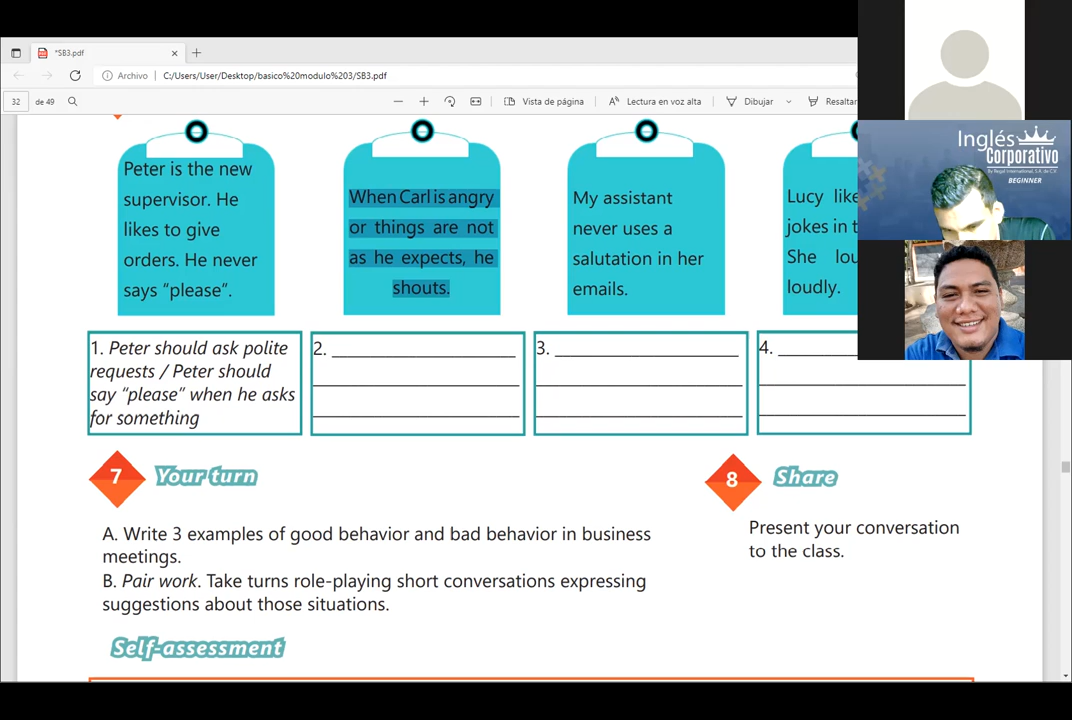 *SB3.pdf
Archivo | C:/Users/User/Desktop/basico%20modulo%203/SB3.pdf
32 de 49
Vista de página
Lectura en voz alta
Dibujar
Resaltar
Peter is the new
supervisor. He
likes to give
orders. He never
says “please”.
When Carl is angry
or things are not
as he expects, he
shouts.
My assistant
never uses a
salutation in her
emails.
Lucy
jokes in
She
loudly.
1. Peter should ask polite
requests / Peter should
say “please” when he asks
for something
2.
3.
4.
7 Your turn
A. Write 3 examples of good behavior and bad behavior in business
meetings.
B. Pair work. Take turns role-playing short conversations expressing
suggestions about those situations.
8 Share
Present your conversation
to the class.
Self-assessment
Inglés
Corporativo
BEGINNER